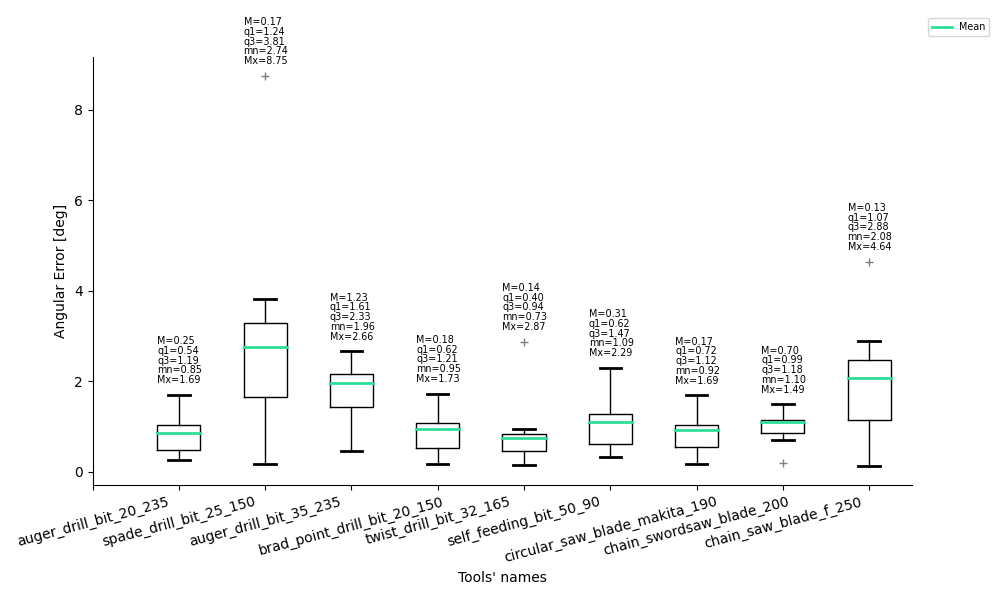 Mean
M=0.17
q1=1.24
q3=3.81
mn=2.74
Mx=8.75
M=0.13
q1=1.07
q3=2.88
mn=2.08
Mx=4.64
M=0.14
q1=0.40
q3=0.94
mn=0.73
Mx=2.87
M=1.23
q1=1.61
q3=2.33
mn=1.96
Mx=2.66
M=0.31
q1=0.62
q3=1.47
mn=1.09
Mx=2.29
M=0.25
q1=0.54
q3=1.19
mn=0.85
Mx=1.69
M=0.18
q1=0.62
q3=1.21
mn=0.95
Mx=1.73
M=0.17
q1=0.72
q3=1.12
mn=0.92
Mx=1.69
M=0.70
q1=0.99
q3=1.18
mn=1.10
Mx=1.49
Angular Error [deg]
8
6
4
2
0
auger_drill_bit_20_235
spade_drill_bit_25_150
auger_drill_bit_35_235
brad_point_drill_bit_20_150
twist_drill_bit_32_165
self_feeding_bit_50_90
circular_saw_blade_makita_190
chain_swordsaw_blade_200
chain_saw_blade_f_250
Tools' names